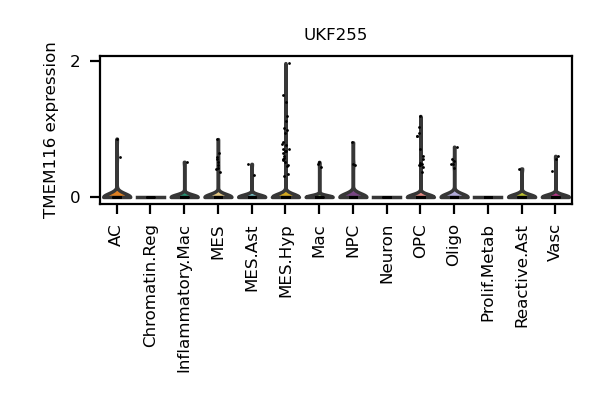 UKF255
TMEM116 expression
2
0
AC
Chromatin.Reg
Inflammatory.Mac
MES
MES.Ast
MES.Hyp
Mac
NPC
Neuron
OPC
Oligo
Prolif.Metab
Reactive.Ast
Vasc